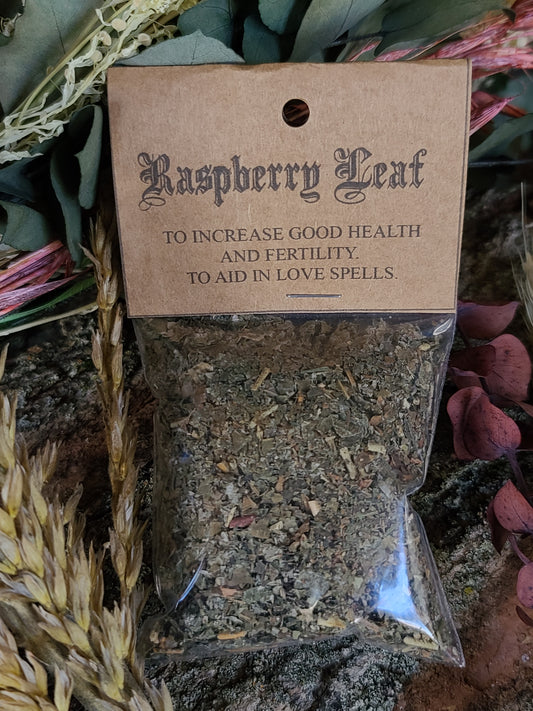 Raspberry Leaf
TO INCREASE GOOD HEALTH
AND FERTILITY.
TO AID IN LOVE SPELLS.